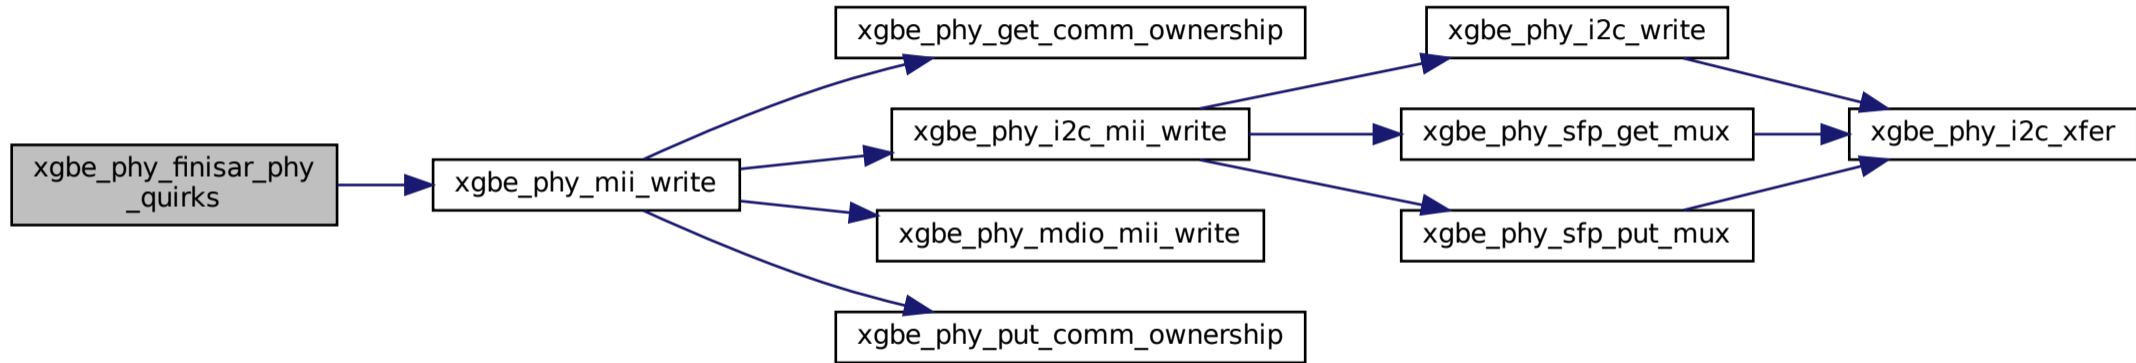 xgbe_phy_finisar_phy
_quirks
xgbe_phy_mii_write
xgbe_phy_get_comm_ownership
xgbe_phy_i2c_mii_write
xgbe_phy_mdio_mii_write
xgbe_phy_put_comm_ownership
xgbe_phy_i2c_write
xgbe_phy_sfp_get_mux
xgbe_phy_sfp_put_mux
xgbe_phy_i2c_xfer